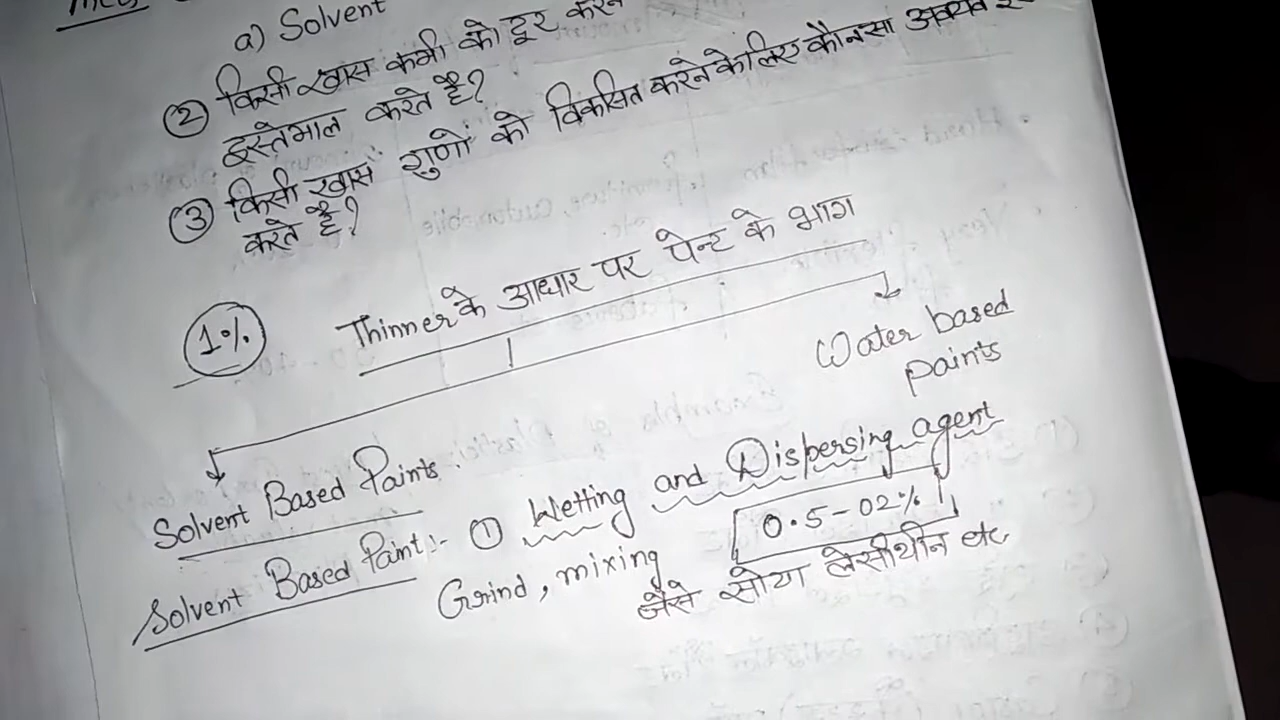 a) Solvent
② किसी खास कमी को दूर करने
इस्तेमाल करते है?
③ किसी खास गुणों को विकसित करने के लिए कौनसा अवयव
करते है?
1% Thinner के आधार पर पेन्ट के भाग
Water based
paints
Solvent Based Paints.
Solvent Based Paint:- ① Wetting and Dispersing agent
Grind, mixing 0.5-02%
जैसे सोया लेसीथीन etc